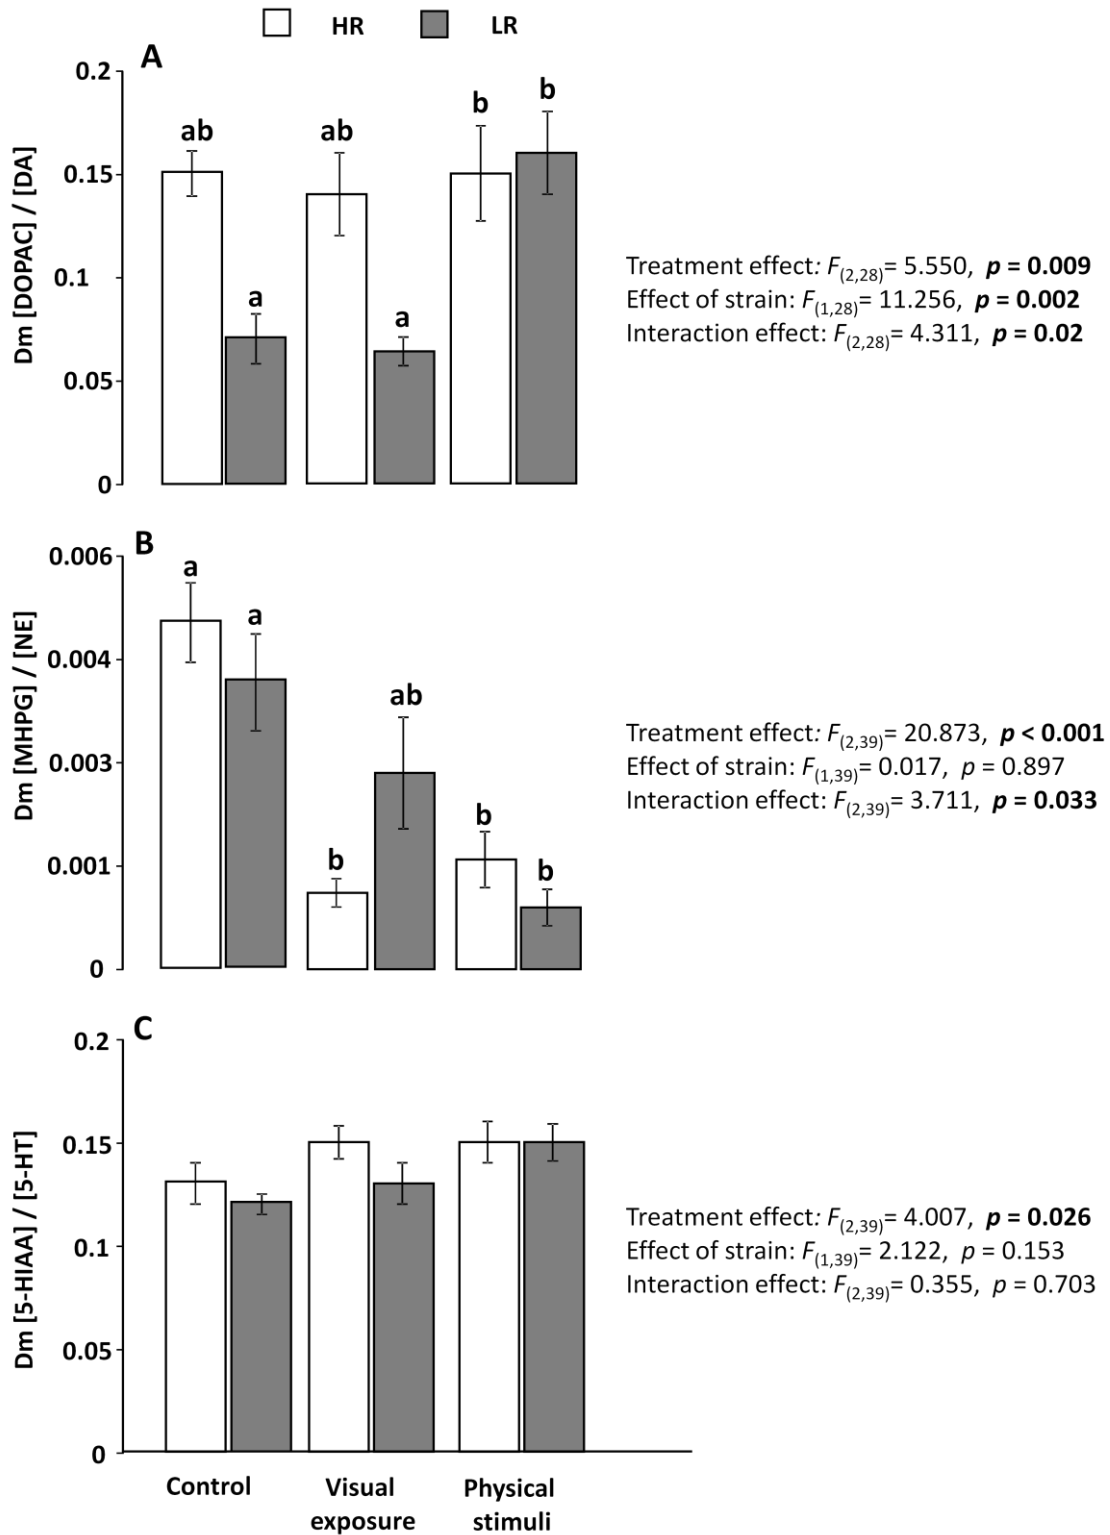 HR LR
A
0.2
0.15
0.1
0.05
0
Dm [DOPAC] / [DA]
ab a ab a b b
Treatment effect: F(2,28)= 5.550, p = 0.009
Effect of strain: F(1,28)= 11.256, p = 0.002
Interaction effect: F(2,28)= 4.311, p = 0.02
B
0.006
0.004
0.003
0.001
0
Dm [MHPG] / [NE]
a a b ab b b
Treatment effect: F(2,39)= 20.873, p < 0.001
Effect of strain: F(1,39)= 0.017, p = 0.897
Interaction effect: F(2,39)= 3.711, p = 0.033
C
0.2
0.15
0.1
0.05
0
Dm [5-HIAA] / [5-HT]
Treatment effect: F(2,39)= 4.007, p = 0.026
Effect of strain: F(1,39)= 2.122, p = 0.153
Interaction effect: F(2,39)= 0.355, p = 0.703
Control Visual Physical
exposure stimuli